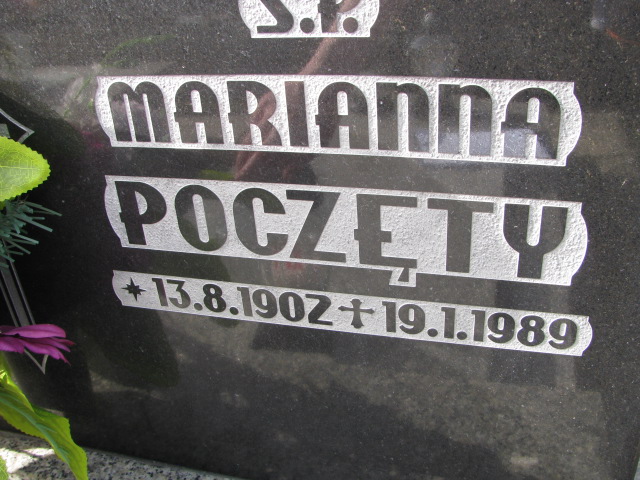 Ś.P.
MARIANNA
POCZĘTY
* 13.8.1902 † 19.1.1989